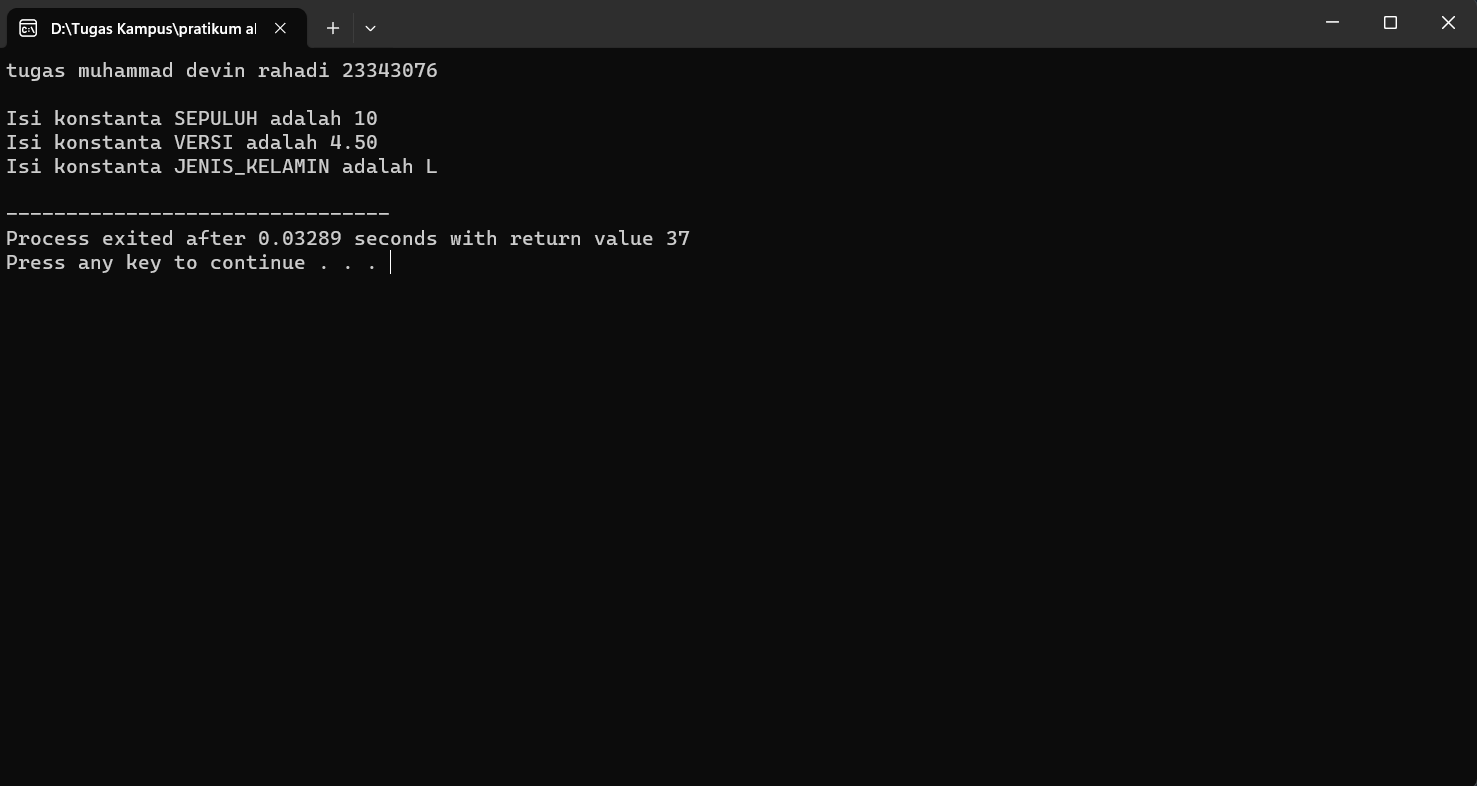 D:\Tugas Kampus\pratikum al
tugas muhammad devin rahadi 23343076
Isi konstanta SEPULUH adalah 10
Isi konstanta VERSI adalah 4.50
Isi konstanta JENIS_KELAMIN adalah L
--------------------------------
Process exited after 0.03289 seconds with return value 37
Press any key to continue . . .